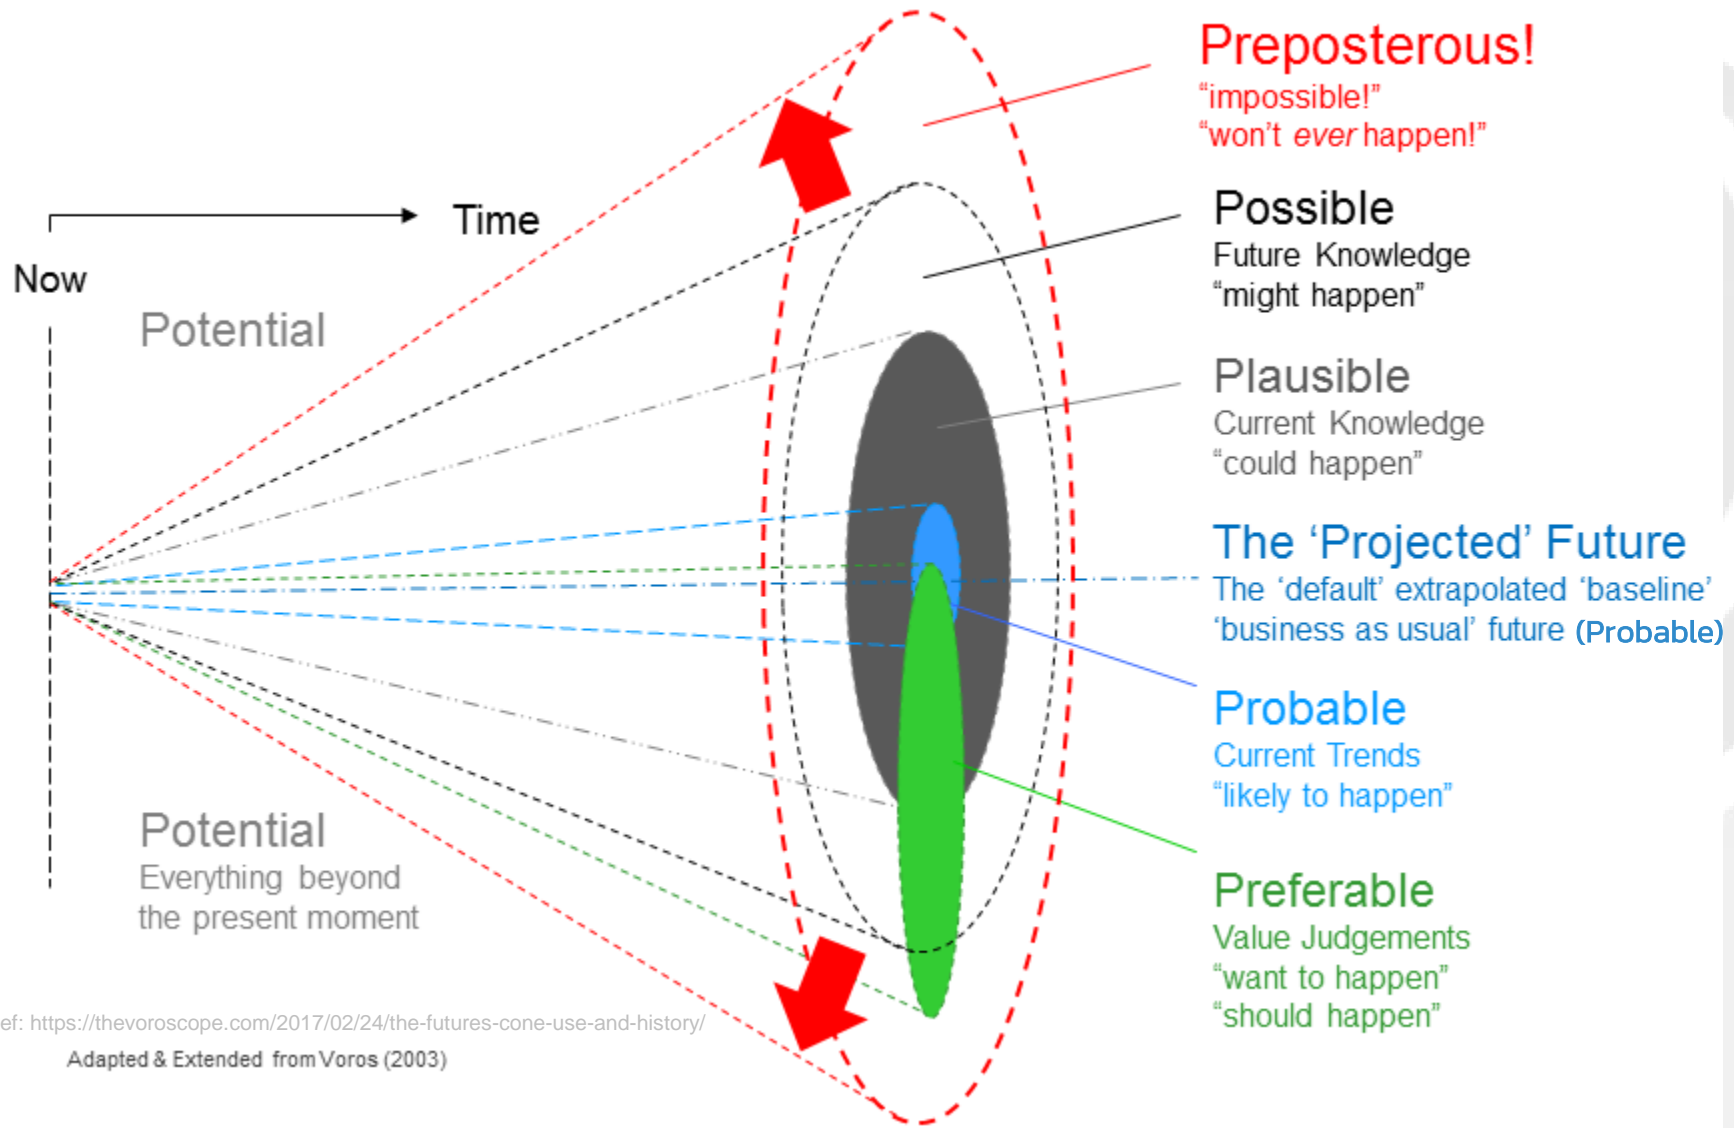 Preposterous!
“impossible!”
“won’t ever happen!”
Time
Now
Potential
Possible
Future Knowledge
“might happen”
Plausible
Current Knowledge
“could happen”
The ‘Projected’ Future
The ‘default’ extrapolated ‘baseline’
‘business as usual’ future (Probable)
Probable
Current Trends
“likely to happen”
Potential
Everything beyond
the present moment
Preferable
Value Judgements
“want to happen”
“should happen”
ef: https://thevoroscope.com/2017/02/24/the-futures-cone-use-and-history/
Adapted & Extended from Voros (2003)